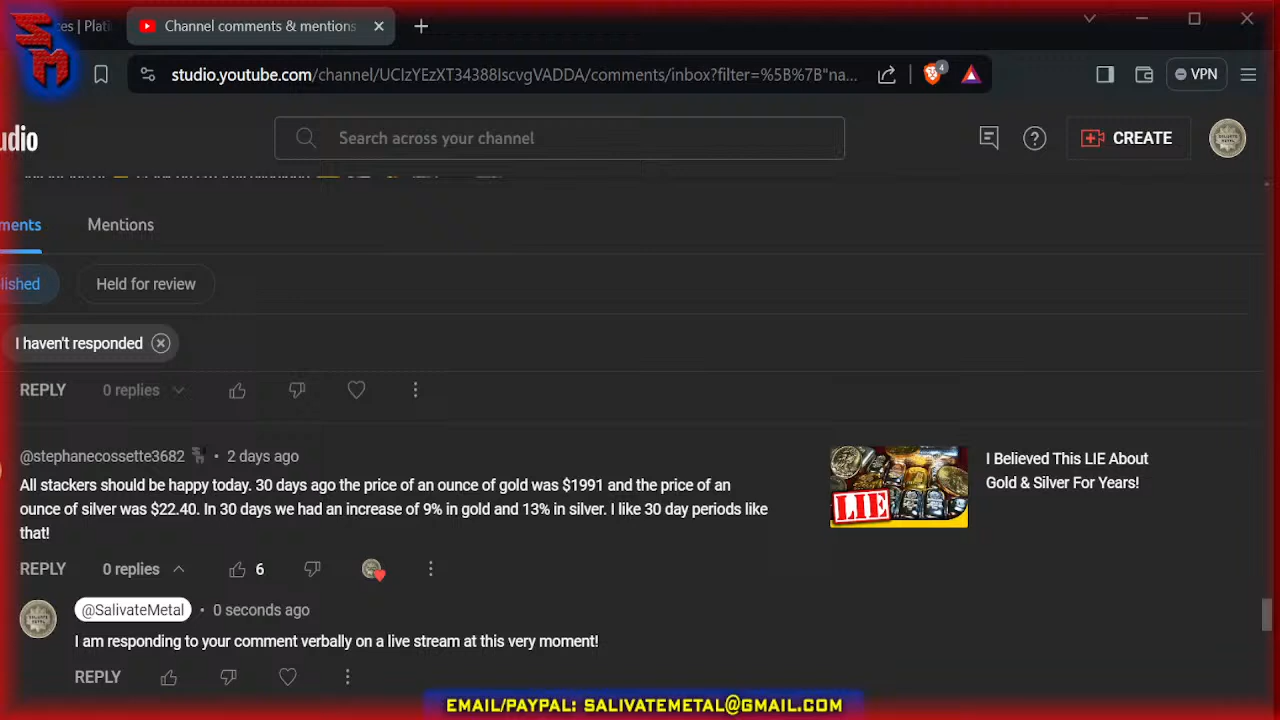 SM
ces | Plati
Channel comments & mentions
studio.youtube.com/channel/UCIzYEzXT34388IscvgVADDA/comments/inbox?filter=%5B%7B"na...
4
VPN
udio
Search across your channel
CREATE
ments
Mentions
lished
Held for review
I haven't responded
REPLY
0 replies
@stephanecossette3682 • 2 days ago
All stackers should be happy today. 30 days ago the price of an ounce of gold was $1991 and the price of an
ounce of silver was $22.40. In 30 days we had an increase of 9% in gold and 13% in silver. I like 30 day periods like
that!
LIE
I Believed This LIE About
Gold & Silver For Years!
REPLY
0 replies
6
@SalivateMetal • 0 seconds ago
I am responding to your comment verbally on a live stream at this very moment!
REPLY
EMAIL/PAYPAL: SALIVATEMETAL@GMAIL.COM